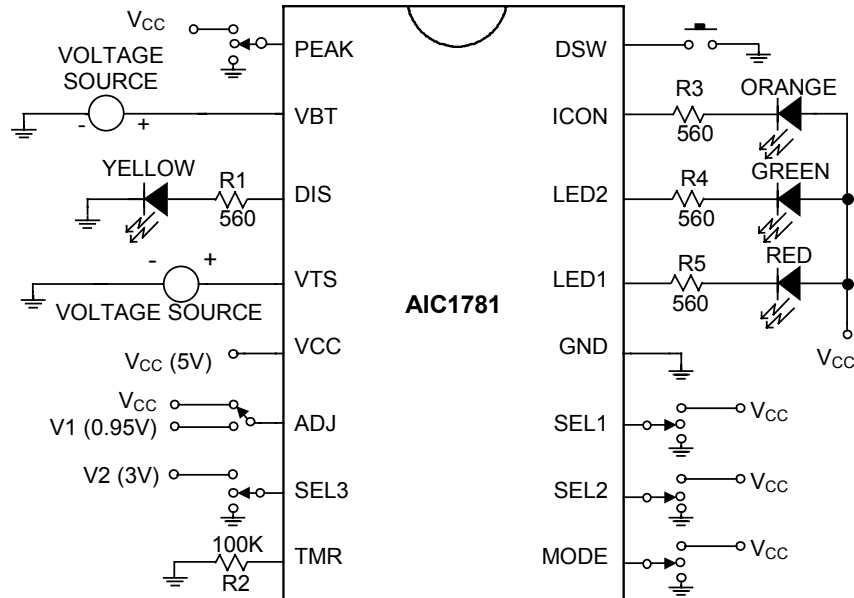 VCC
PEAK
DSW
VOLTAGE
SOURCE
R3
ORANGE
- +
VBT
ICON
560
YELLOW
R1
R4
GREEN
DIS
LED2
560
560
- +
R5
RED
VTS
LED1
VOLTAGE SOURCE
560
AIC1781
VCC (5V)
VCC
GND
VCC
VCC
V1 (0.95V)
ADJ
SEL1
VCC
V2 (3V)
SEL3
SEL2
VCC
100K
R2
TMR
MODE
VCC